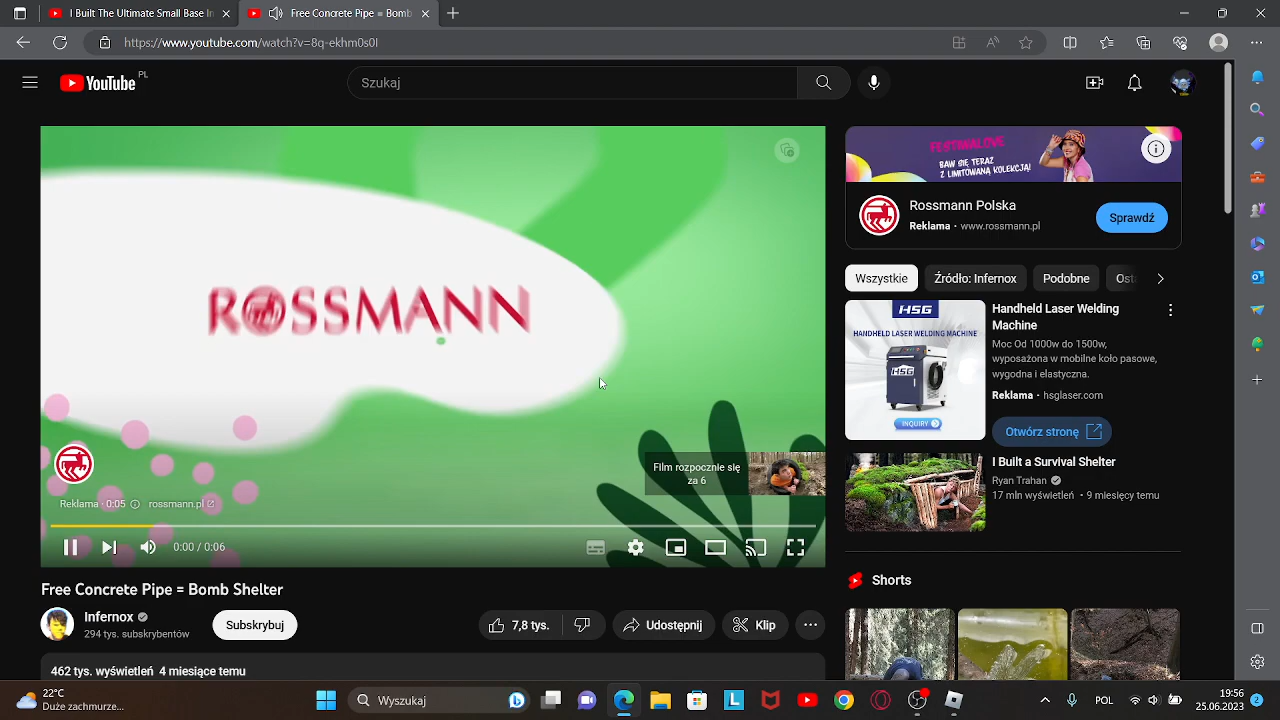 I Built The Ultimate Small Base In
Free Concrete Pipe = Bomb
https://www.youtube.com/watch?v=8q-ekhm0s0I
YouTube PL
Szukaj
ROSSMANN
Film rozpocznie się
za 6
Reklama · 0:05
rossmann.pl
0:00 / 0:06
Free Concrete Pipe = Bomb Shelter
Infernox
294 tys. subskrybentów
Subskrybuj
7,8 tys.
Udostępnij
Klip
462 tys. wyświetleń 4 miesiące temu
FESTIWALOVE
BAW SIĘ TERAZ
Z LIMITOWANĄ KOLEKCJĄ!
Rossmann Polska
Reklama · www.rossmann.pl
Sprawdź
Wszystkie
Źródło: Infernox
Podobne
Osta
HSG
HANDHELD LASER WELDING MACHINE
INQUIRY
Handheld Laser Welding
Machine
Moc Od 1000w do 1500w,
wyposażona w mobilne koło pasowe,
wygodna i elastyczna.
Reklama · hsglaser.com
Otwórz stronę
I Built a Survival Shelter
Ryan Trahan
17 mln wyświetleń · 9 miesięcy temu
Shorts
22°C
Duże zachmurze...
Wyszukaj
L
POL
19:56
25.06.2023
2